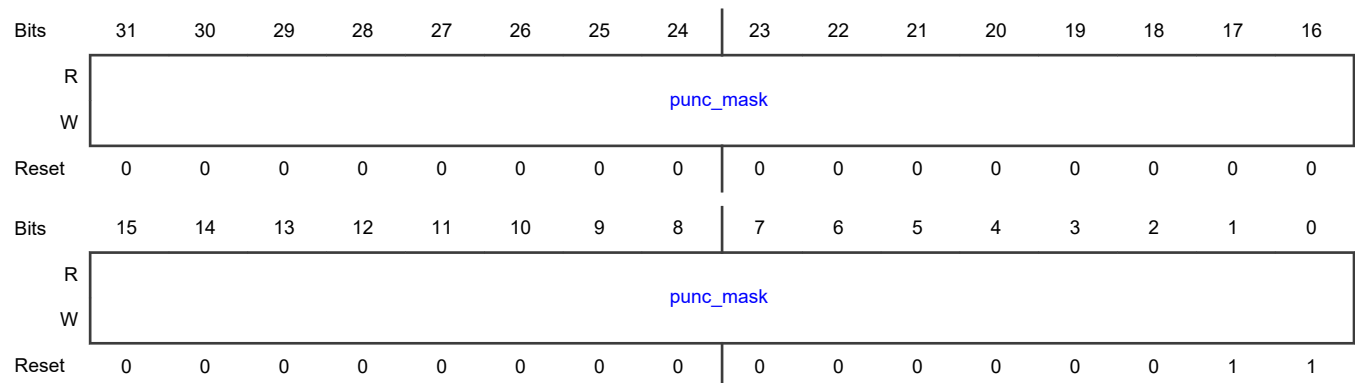 Bits 31 30 29 28 27 26 25 24 23 22 21 20 19 18 17 16
R
punc_mask
W
Reset 0 0 0 0 0 0 0 0 0 0 0 0 0 0 0 0
Bits 15 14 13 12 11 10 9 8 7 6 5 4 3 2 1 0
R
punc_mask
W
Reset 0 0 0 0 0 0 0 0 0 0 0 0 0 0 1 1